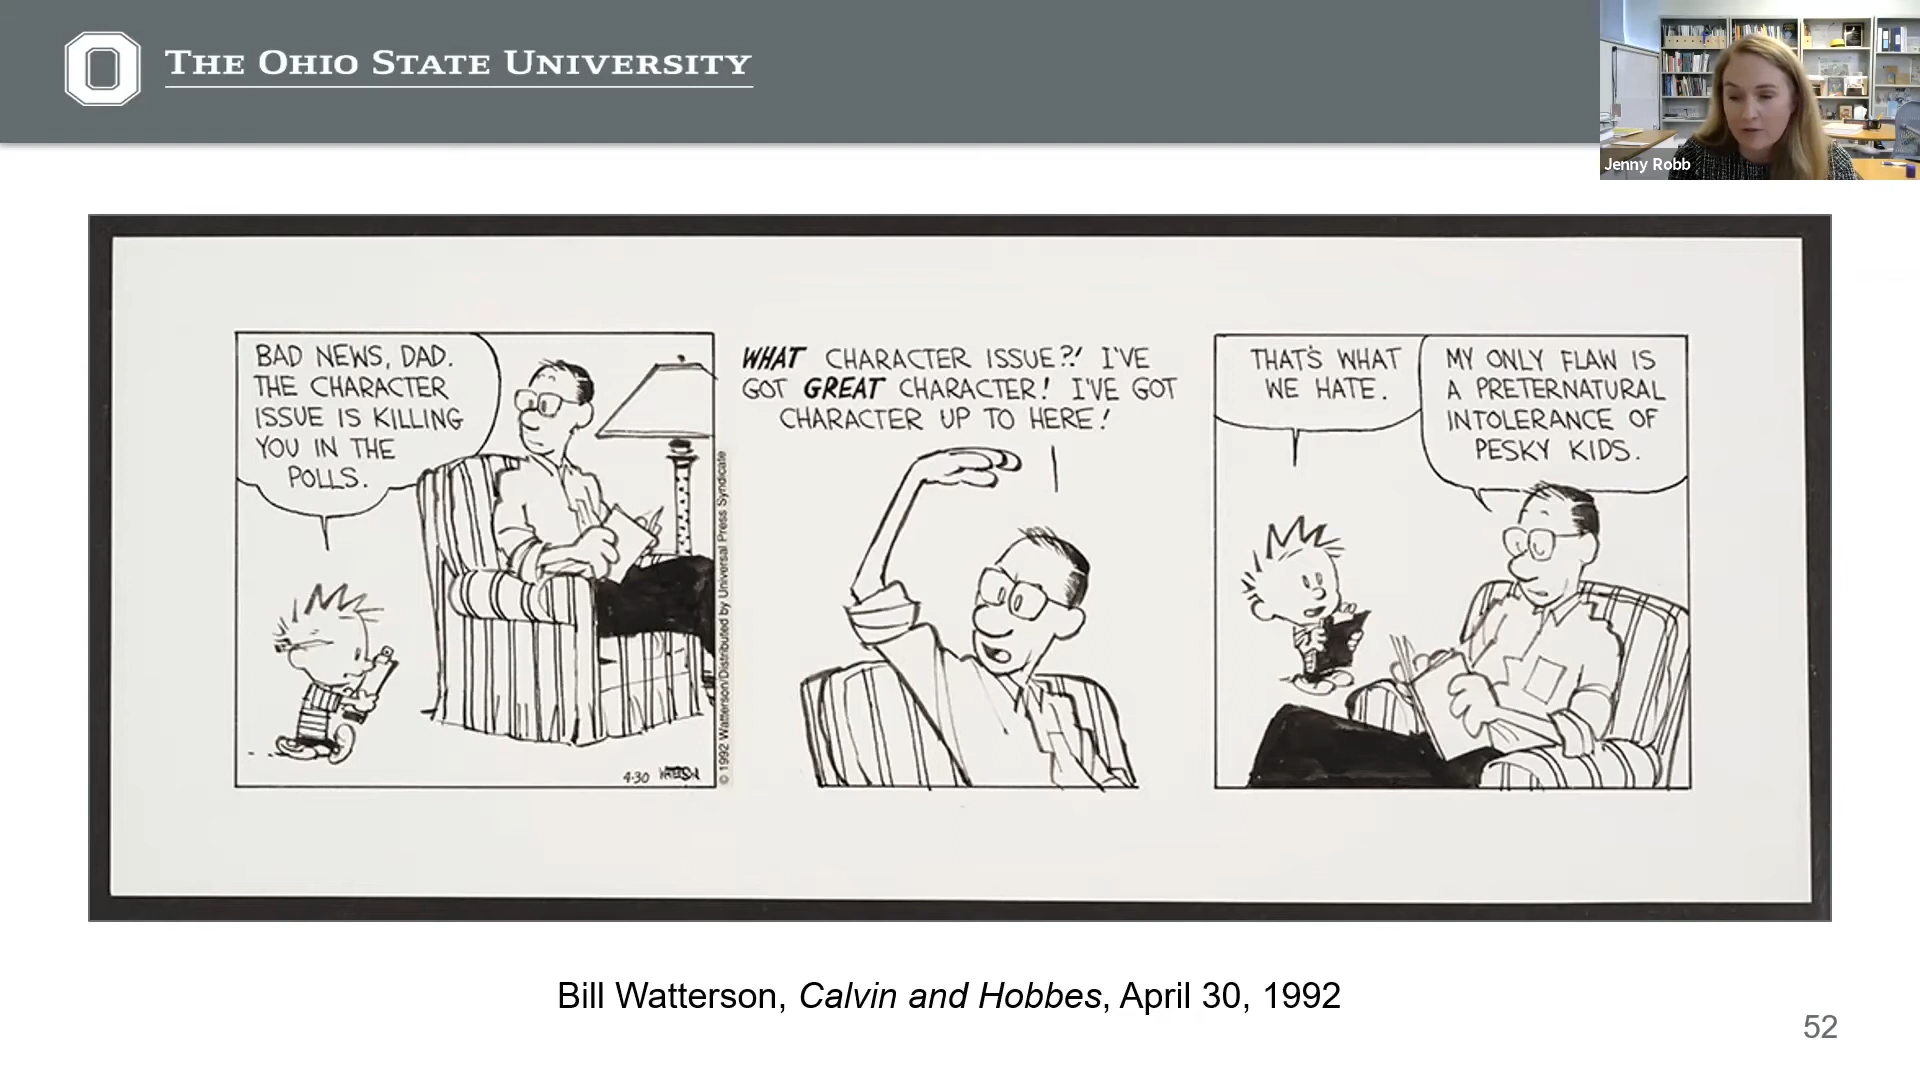 THE OHIO STATE UNIVERSITY
Jenny Robb
BAD NEWS, DAD.
THE CHARACTER
ISSUE IS KILLING
YOU IN THE
POLLS.
4·30 WATTERSON
© 1992 Watterson/Distributed by Universal Press Syndicate
WHAT CHARACTER ISSUE?! I'VE
GOT GREAT CHARACTER! I'VE GOT
CHARACTER UP TO HERE!
THAT'S WHAT
WE HATE.
MY ONLY FLAW IS
A PRETERNATURAL
INTOLERANCE OF
PESKY KIDS.
Bill Watterson, Calvin and Hobbes, April 30, 1992
52